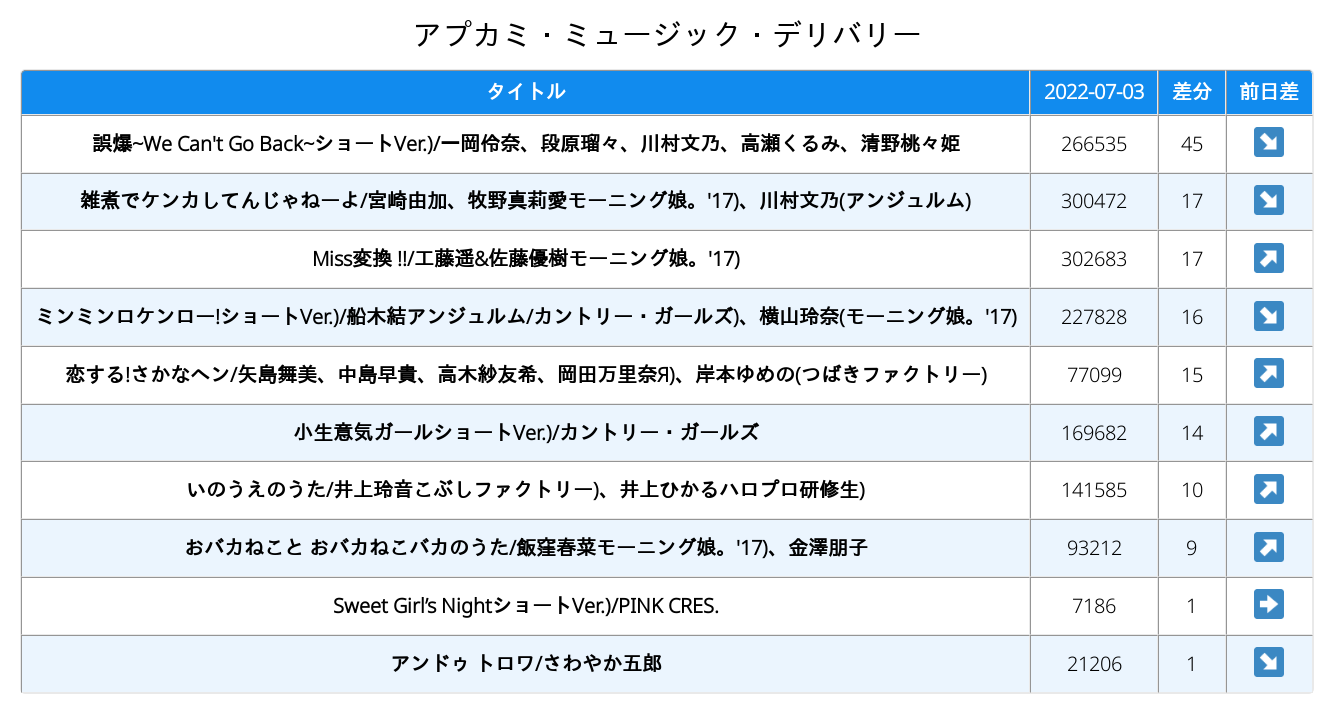 アプカミ・ミュージック・デリバリー
タイトル 2022-07-03 差分 前日差
誤爆~We Can't Go Back~ショートVer.)/一岡伶奈、段原瑠々、川村文乃、高瀬くるみ、清野桃々姫 266535 45
雑煮でケンカしてんじゃねーよ/宮崎由加、牧野真莉愛モーニング娘。'17)、川村文乃(アンジュルム) 300472 17
Miss変換 !!/工藤遥&佐藤優樹モーニング娘。'17) 302683 17
ミンミンロケンロー!ショートVer.)/船木結アンジュルム/カントリー・ガールズ)、横山玲奈(モーニング娘。'17) 227828 16
恋する!さかなヘン/矢島舞美、中島早貴、高木紗友希、岡田万里奈Я)、岸本ゆめの(つばきファクトリー) 77099 15
小生意気ガールショートVer.)/カントリー・ガールズ 169682 14
いのうえのうた/井上玲音こぶしファクトリー)、井上ひかるハロプロ研修生) 141585 10
おバカねこと おバカねこバカのうた/飯窪春菜モーニング娘。'17)、金澤朋子 93212 9
Sweet Girl’s NightショートVer.)/PINK CRES. 7186 1
アンドゥ トロワ/さわやか五郎 21206 1